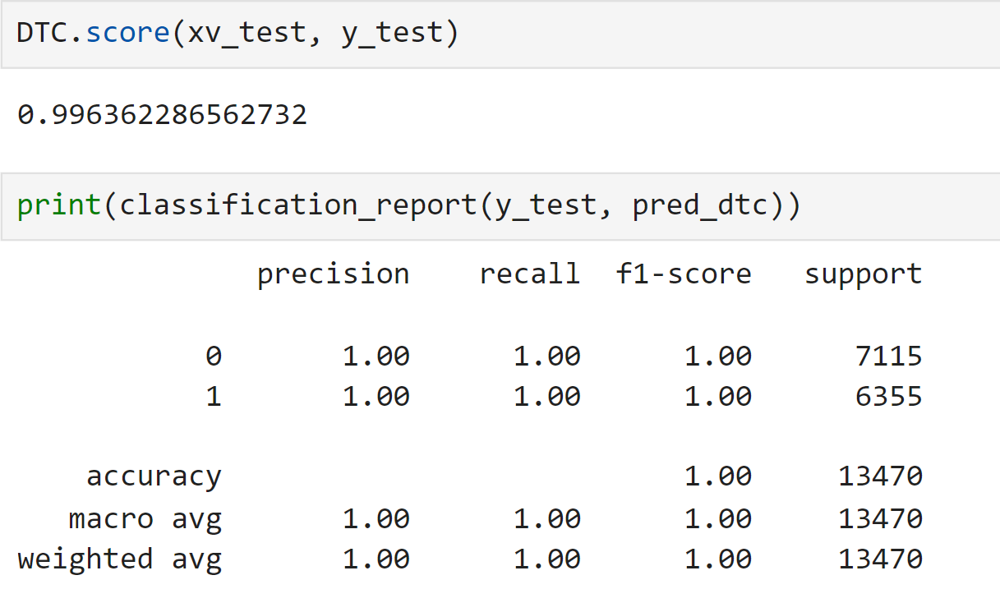 DTC.score(xv_test, y_test)
0.996362286562732
print(classification_report(y_test, pred_dtc))
precision recall f1-score support
0 1.00 1.00 1.00 7115
1 1.00 1.00 1.00 6355
accuracy 1.00 13470
macro avg 1.00 1.00 1.00 13470
weighted avg 1.00 1.00 1.00 13470